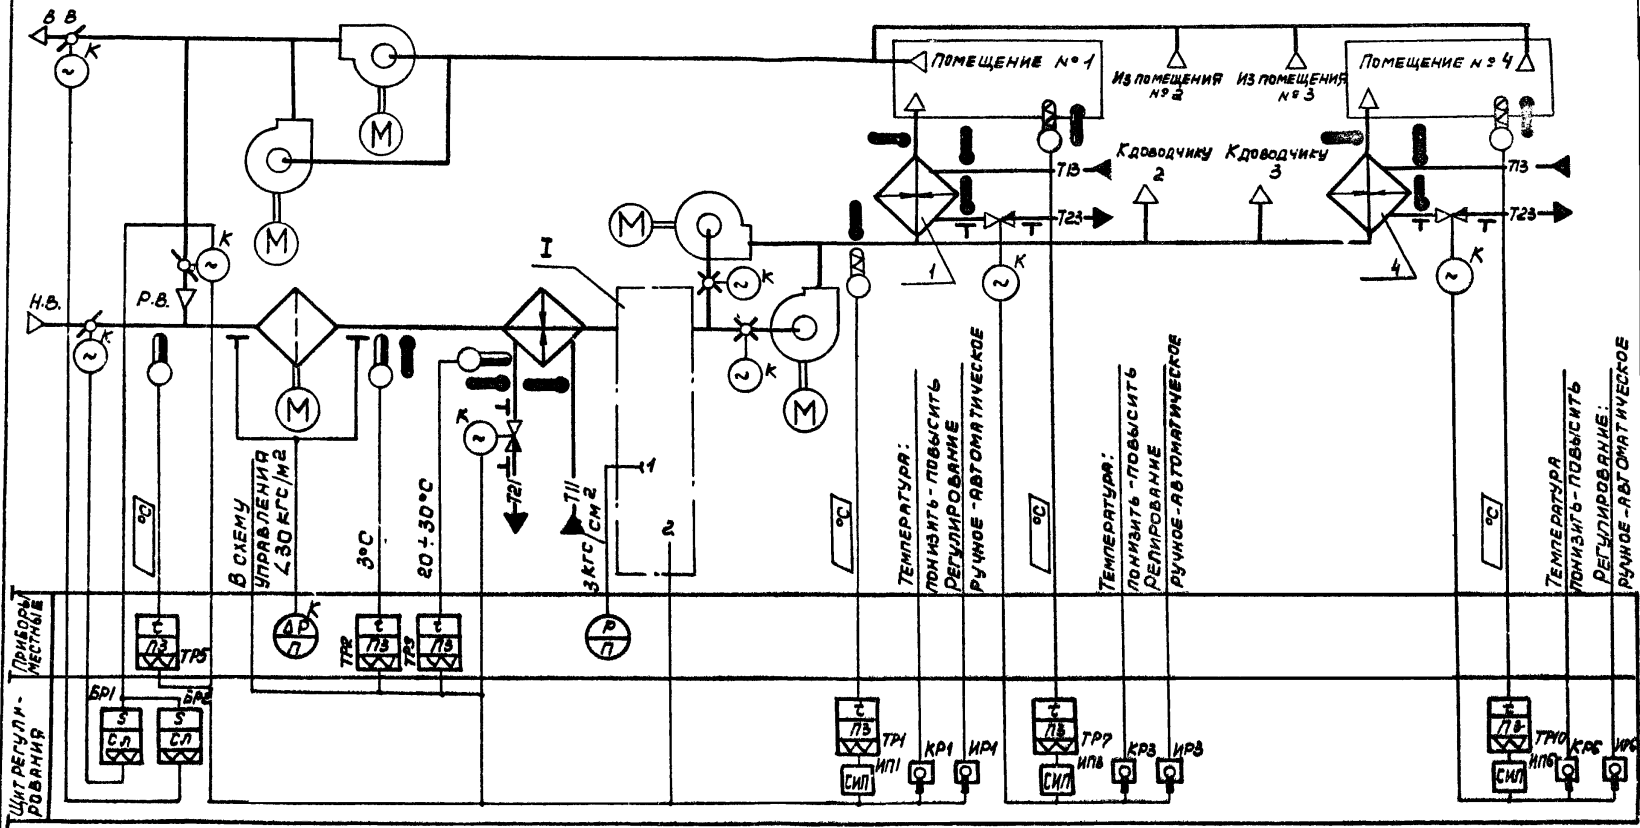 В В
К
М
М
К
Р.В.
Н.В.
К
М
I
М
К
К
М
ПОМЕЩЕНИЕ № 1
ИЗ ПОМЕЩЕНИЯ
№ 2
ИЗ ПОМЕЩЕНИЯ
№ 3
ПОМЕЩЕНИЕ № 4
К ДОВОДЧИКУ
2
К ДОВОДЧИКУ
3
Т13
Т23
Т13
Т23
1
К
4
К
К
Т21
Т11
1
2
°С
В СХЕМУ
УПРАВЛЕНИЯ
<30 КГС/М2
3°С
20÷30°С
3 КГС/СМ2
°С
ТЕМПЕРАТУРА:
ПОНИЗИТЬ-ПОВЫСИТЬ
РЕГУЛИРОВАНИЕ
РУЧНОЕ-АВТОМАТИЧЕСКОЕ
°С
ТЕМПЕРАТУРА:
ПОНИЗИТЬ-ПОВЫСИТЬ
РУЧНОЕ-АВТОМАТИЧЕСКОЕ
°С
ТЕМПЕРАТУРА
ПОНИЗИТЬ-ПОВЫСИТЬ
РЕГУЛИРОВАНИЕ:
РУЧНОЕ-АВТОМАТИЧЕСКОЕ
ПРИБОРЫ
МЕСТНЫЕ
τ
ПЗ
ТР5
ΔР
П
К
ТР2
τ
ПЗ
ТР3
τ
ПЗ
Р
П
ЩИТ РЕГУЛИ-
РОВАНИЯ
БР1
S
СЛ
БР2
S
СЛ
τ
ПЗ
ТР1
ИП1
СИП
КР1
ИР1
τ
ПЗ
ТР7
СИП
КР3
ИР3
τ
ТР10
ИП6
СИП
КР6
ИР6